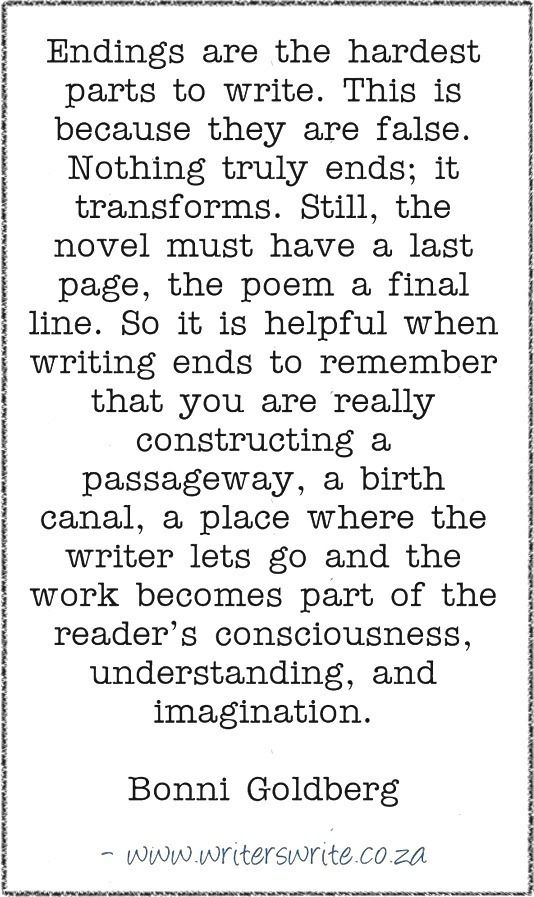 Endings are the hardest
parts to write. This is
because they are false.
Nothing truly ends; it
transforms. Still, the
novel must have a last
page, the poem a final
line. So it is helpful when
writing ends to remember
that you are really
constructing a
passageway, a birth
canal, a place where the
writer lets go and the
work becomes part of the
reader's consciousness,
understanding, and
imagination.
Bonni Goldberg
- www.writerswrite.co.za